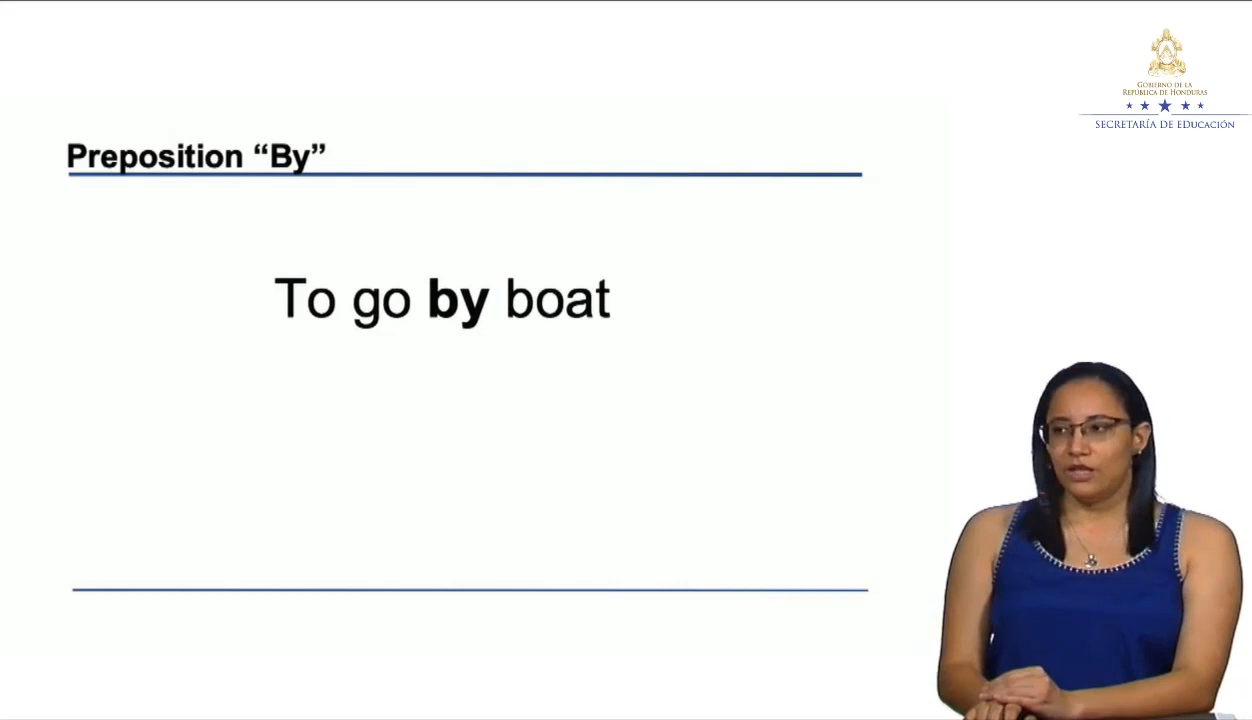 GOBIERNO DE LA
REPÚBLICA DE HONDURAS
SECRETARÍA DE EDUCACIÓN
Preposition “By”
To go by boat